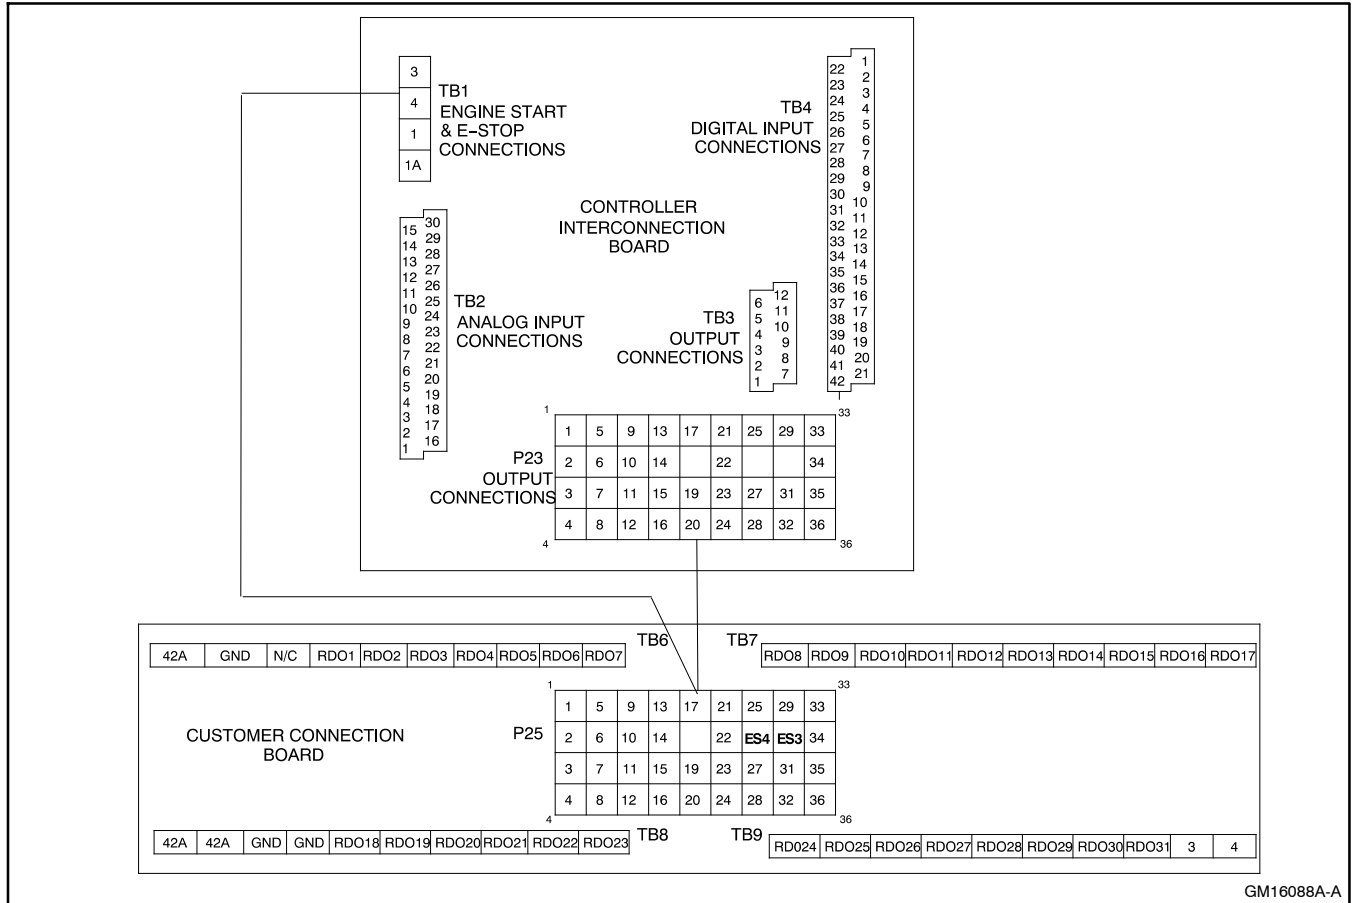 3
4
1
1A
TB1
ENGINE START
& E-STOP
CONNECTIONS
TB4
DIGITAL INPUT
CONNECTIONS
22 1
23 2
24 3
25 4
26 5
27 6
28 7
29 8
30 9
31 10
32 11
33 12
34 13
35 14
36 15
37 16
38 17
39 18
40 19
41 20
42 21
CONTROLLER
INTERCONNECTION
BOARD
15 30
14 29
13 28
12 27
11 26
10 25
9 24
8 23
7 22
6 21
5 20
4 19
3 18
2 17
1 16
TB2
ANALOG INPUT
CONNECTIONS
TB3
OUTPUT
CONNECTIONS
6 12
5 11
4 10
3 9
2 8
1 7
1 33
P23
OUTPUT
CONNECTIONS
1 5 9 13 17 21 25 29 33
2 6 10 14 22 34
3 7 11 15 19 23 27 31 35
4 8 12 16 20 24 28 32 36
4 36
TB6
42A GND N/C RDO1 RDO2 RDO3 RDO4 RDO5 RDO6 RDO7
TB7
RDO8 RDO9 RDO10 RDO11 RDO12 RDO13 RDO14 RDO15 RDO16 RDO17
CUSTOMER CONNECTION
BOARD
P25
1 33
1 5 9 13 17 21 25 29 33
2 6 10 14 22 ES4 ES3 34
3 7 11 15 19 23 27 31 35
4 8 12 16 20 24 28 32 36
4 36
42A 42A GND GND RDO18 RDO19 RDO20 RDO21 RDO22 RDO23
TB8
TB9
RD024 RDO25 RDO26 RDO27 RDO28 RDO29 RDO30 RDO31 3 4
GM16088A-A